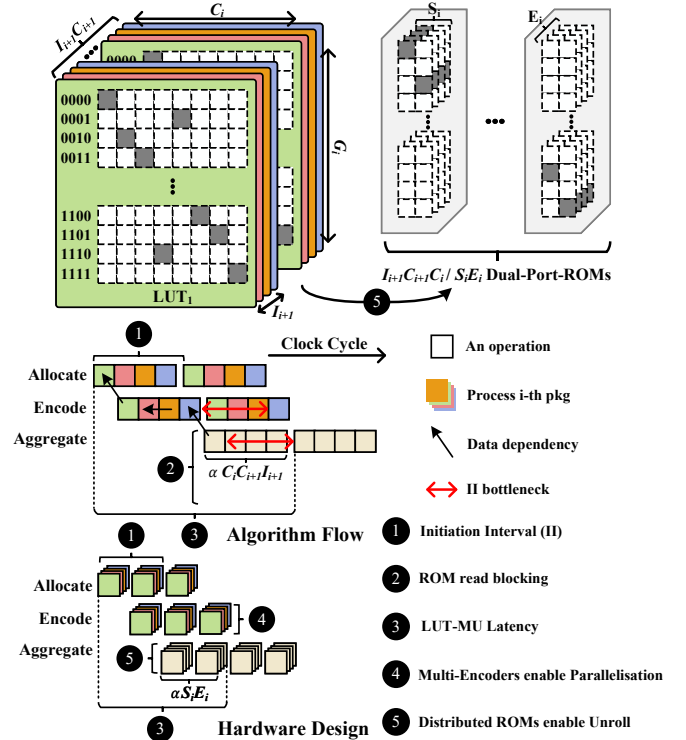 C_i
S_i
E_i
I_{i+1}C_{i+1}
0000
0000
0001
0010
0011
G_i
1100
1101
1110
1111
LUT_1
I_{i+1}
I_{i+1}C_{i+1}C_i / S_iE_i Dual-Port-ROMs
5
1
Clock Cycle
Allocate
Encode
Aggregate
2
α C_iC_{i+1}I_{i+1}
3
Algorithm Flow
An operation
Process i-th pkg
Data dependency
II bottleneck
1 Initiation Interval (II)
2 ROM read blocking
3 LUT-MU Latency
4 Multi-Encoders enable Parallelisation
5 Distributed ROMs enable Unroll
1
Allocate
Encode
4
Aggregate
5
αS_iE_i
3
Hardware Design